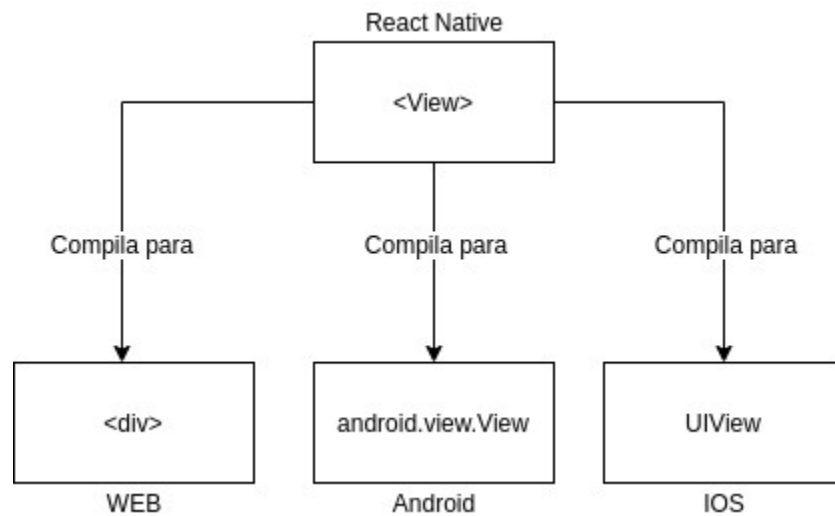 React Native
<View>
Compila para
Compila para
Compila para
<div>
android.view.View
UIView
WEB
Android
IOS